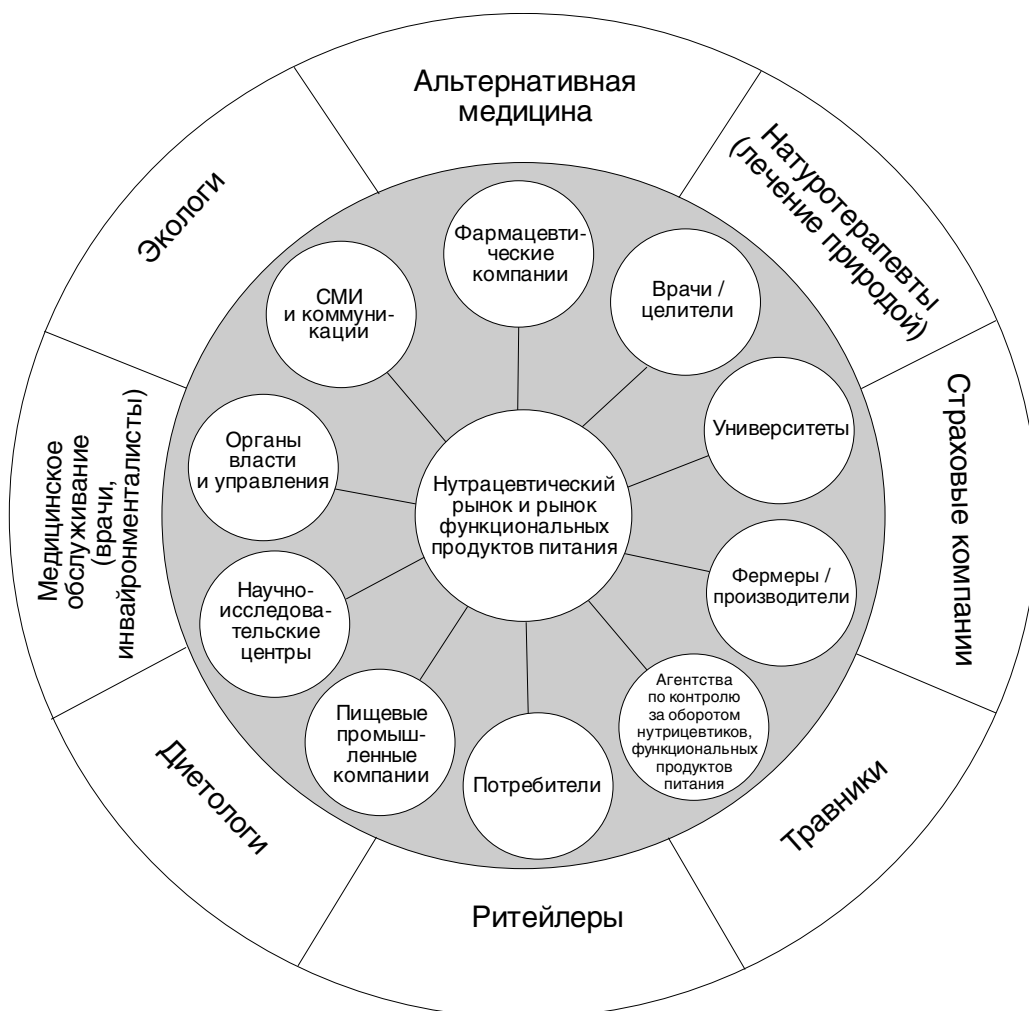 Альтернативная
медицина
Натуротерапевты
(лечение природой)
Страховые компании
Травники
Ритейлеры
Диетологи
Медицинское
обслуживание
(врачи,
инвайронменталисты)
Экологи
Фармацевти-
ческие
компании
Врачи /
целители
Университеты
Фермеры /
производители
Агентства
по контролю
за оборотом
нутрицевтиков,
функциональных
продуктов
питания
Потребители
Пищевые
промыш-
ленные
компании
Научно-
исследова-
тельские
центры
Органы
власти
и управления
СМИ
и коммуни-
кации
Нутрацевтический
рынок и рынок
функциональных
продуктов питания